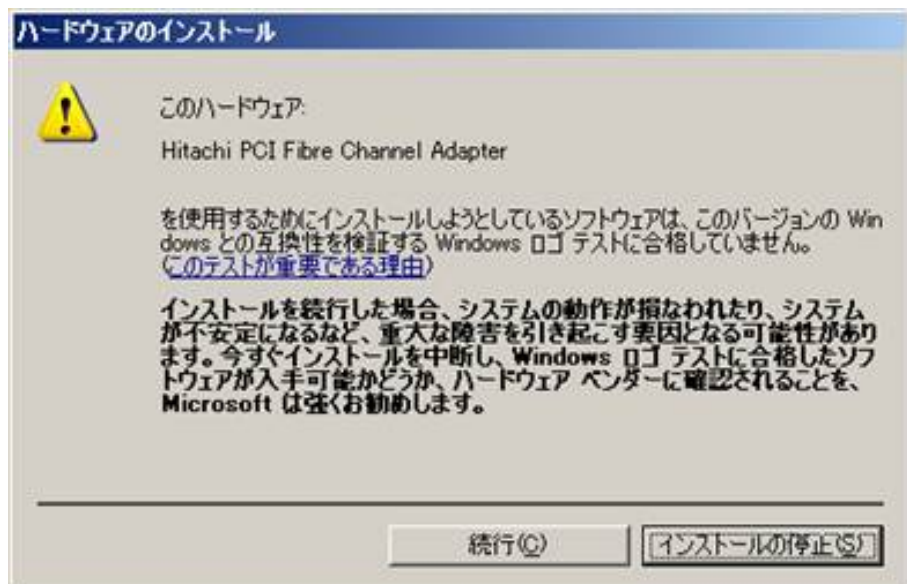 ハードウェアのインストール
このハードウェア:
Hitachi PCI Fibre Channel Adapter
を使用するためにインストールしようとしているソフトウェアは、このバージョンの Win
dows との互換性を検証する Windows ロゴ テストに合格していません。
(このテストが重要である理由)
インストールを続行した場合、システムの動作が損なわれたり、システム
が不安定になるなど、重大な障害を引き起こす要因となる可能性があり
ます。今すぐインストールを中断し、Windows ロゴ テストに合格したソフ
トウェアが入手可能かどうか、ハードウェア ベンダーに確認されることを、
Microsoft は強くお勧めします。
続行(C) インストールの停止(S)